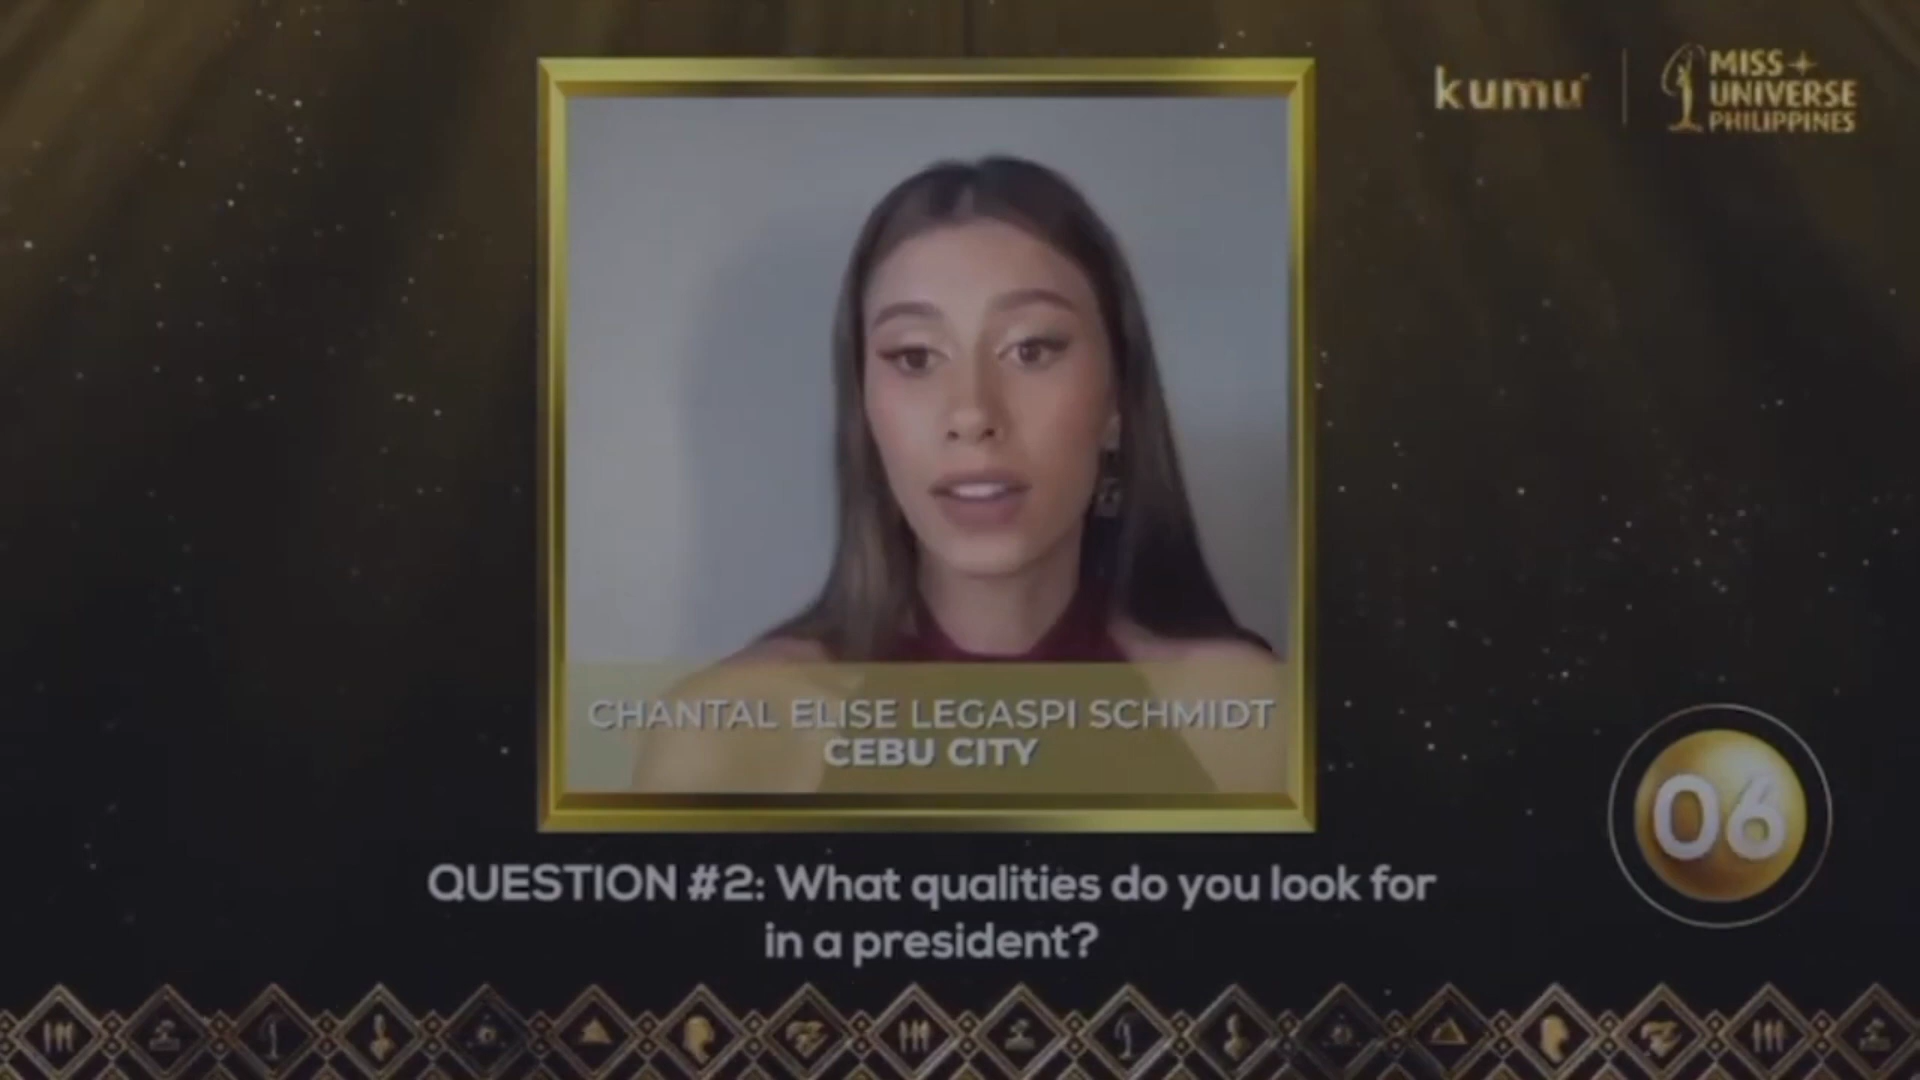 kumu
MISS
UNIVERSE
PHILIPPINES
CHANTAL ELISE LEGASPI SCHMIDT
CEBU CITY
06
QUESTION #2: What qualities do you look for
in a president?